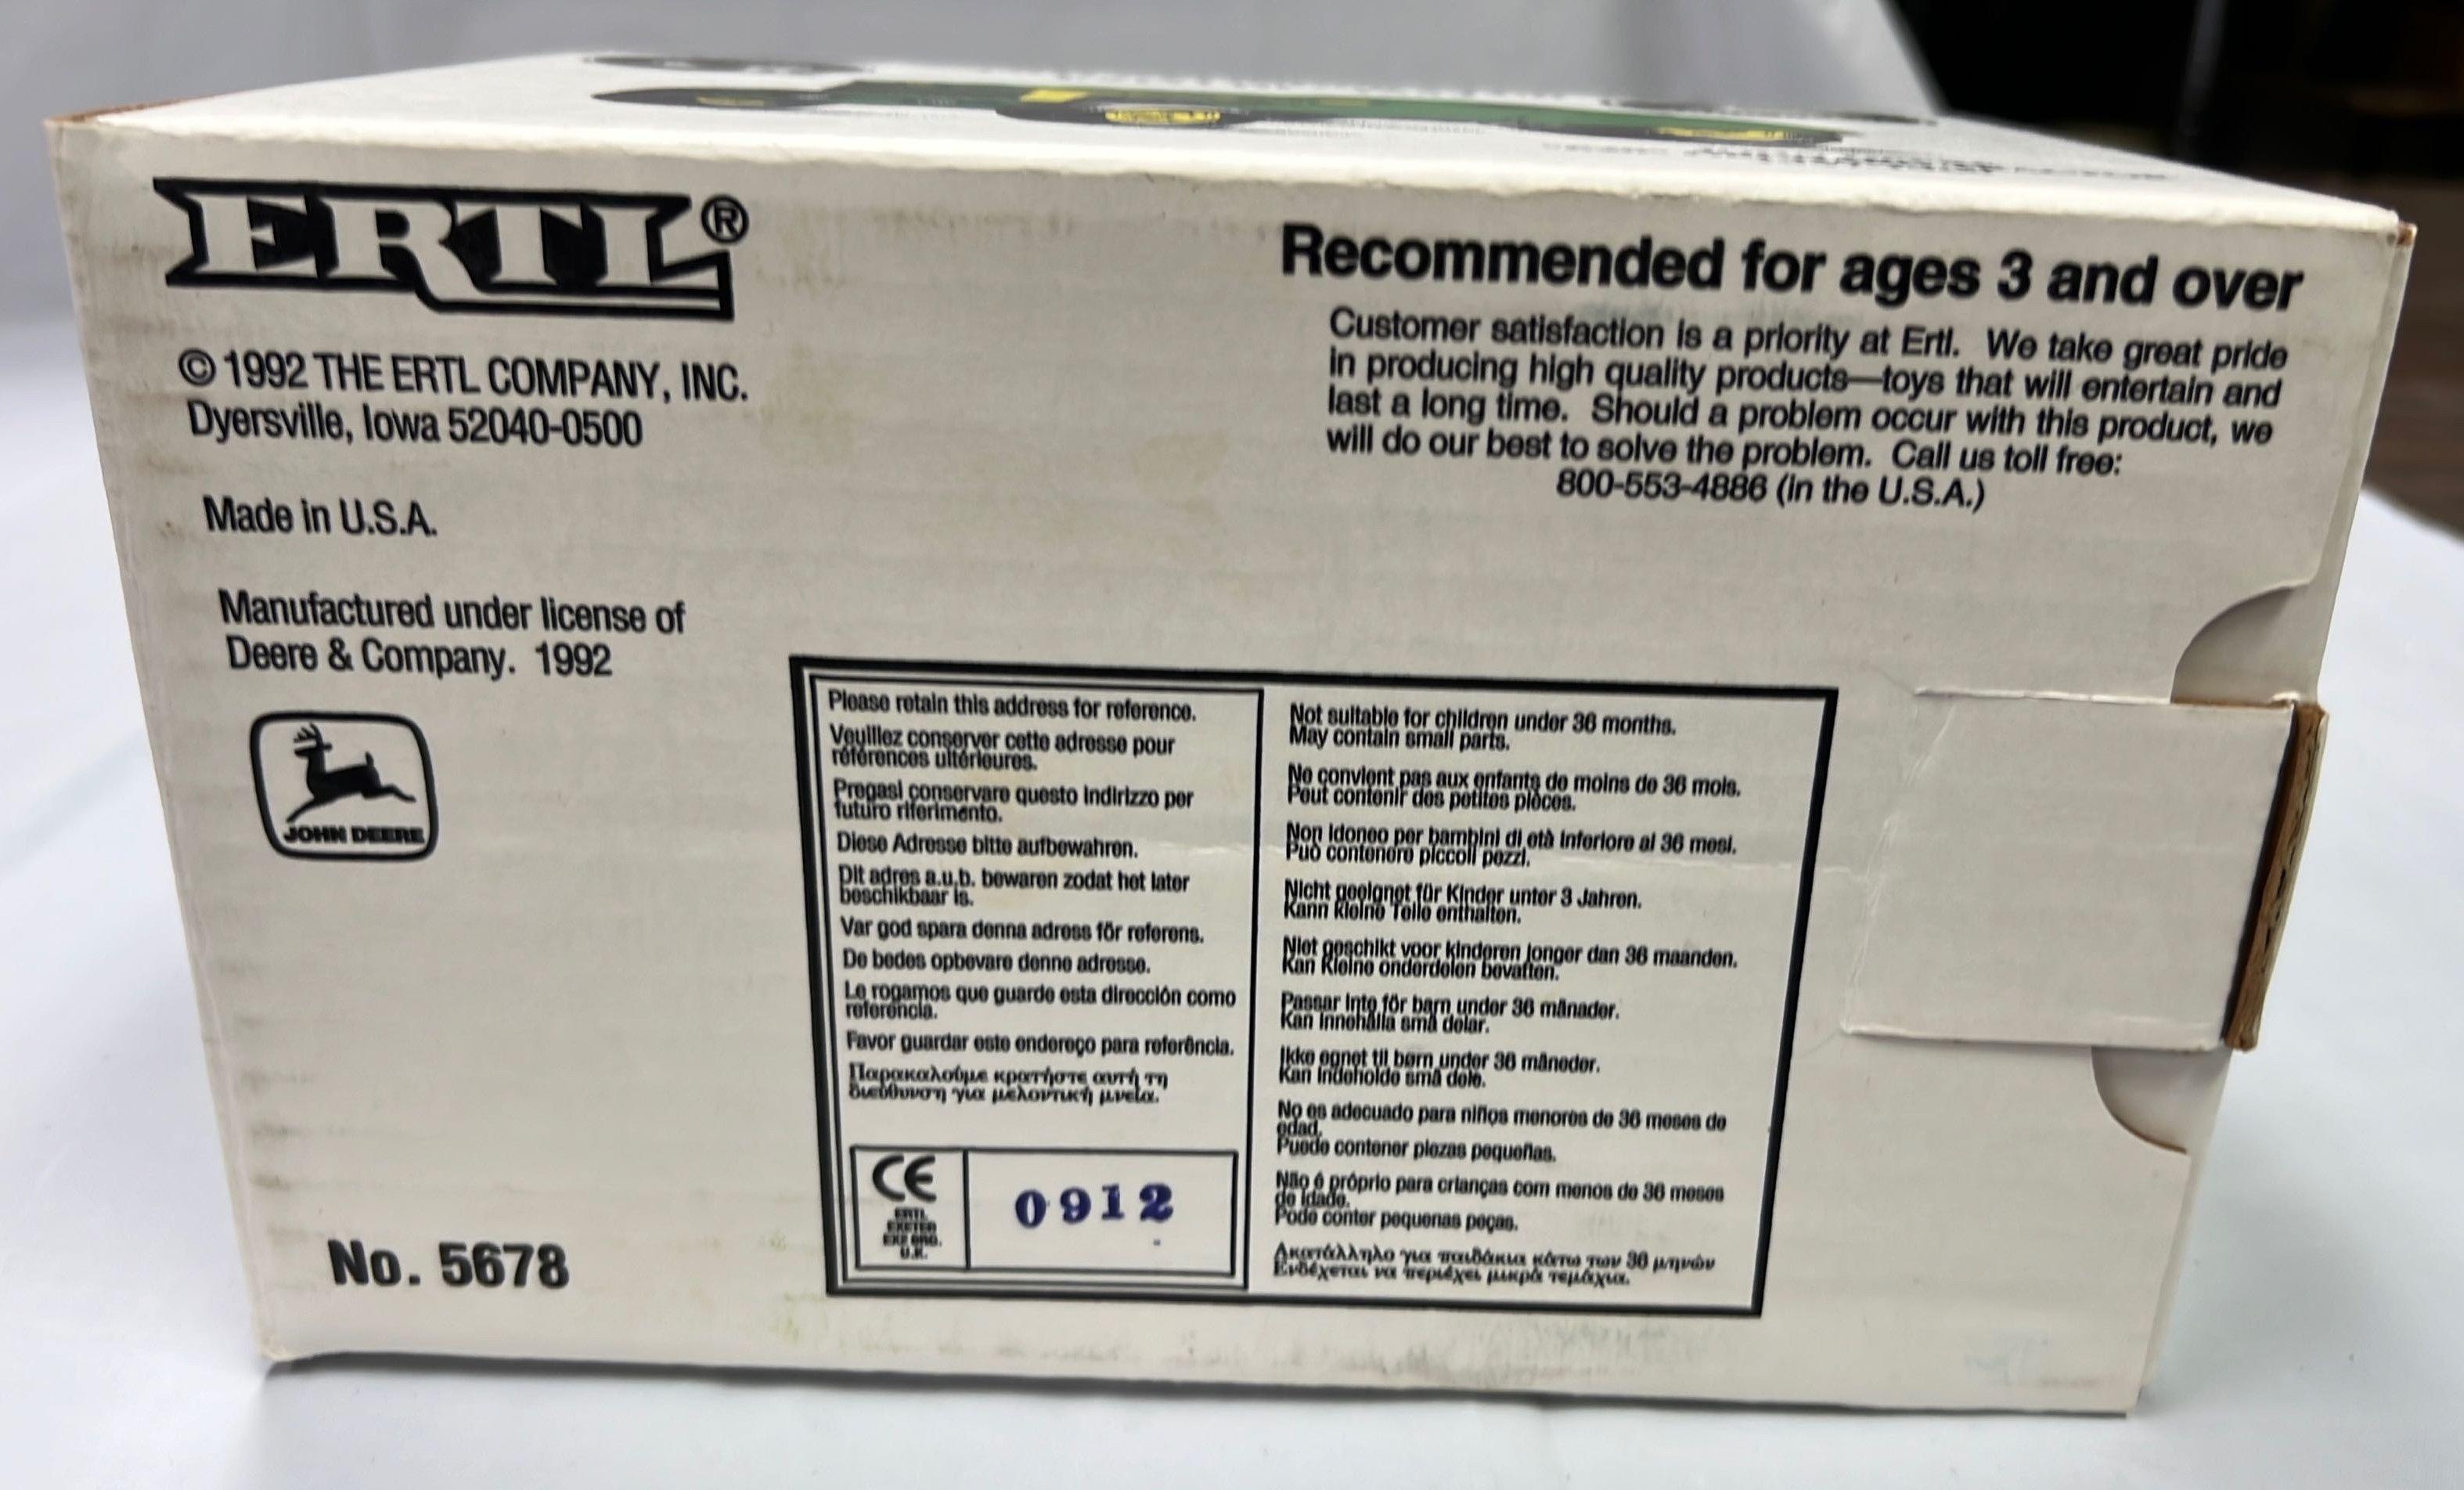 ERTL®
© 1992 THE ERTL COMPANY, INC.
Dyersville, Iowa 52040-0500
Made in U.S.A.
Manufactured under license of
Deere & Company. 1992
JOHN DEERE
No. 5678
Recommended for ages 3 and over
Customer satisfaction is a priority at Ertl. We take great pride
in producing high quality products—toys that will entertain and
last a long time. Should a problem occur with this product, we
will do our best to solve the problem. Call us toll free:
800-553-4886 (in the U.S.A.)
Please retain this address for reference.
Veuillez conserver cette adresse pour
références ultérieures.
Pregasi conservare questo indirizzo per
futuro riferimento.
Diese Adresse bitte aufbewahren.
Dit adres a.u.b. bewaren zodat het later
beschikbaar is.
Var god spara denna adress för referens.
De bedes opbevare denne adresse.
Le rogamos que guarde esta dirección como
referencia.
Favor guardar este endereço para referência.
Παρακαλούμε κρατήστε αυτή τη
διεύθυνση για μελοντική μνεία.
CE
ERTL
EXETER
EX2 8NG.
U.K.
0912
Not suitable for children under 36 months.
May contain small parts.
Ne convient pas aux enfants de moins de 36 mois.
Peut contenir des petites pièces.
Non idoneo per bambini di età inferiore ai 36 mesi.
Può contenere piccoli pezzi.
Nicht geeignet für Kinder unter 3 Jahren.
Kann kleine Teile enthalten.
Niet geschikt voor kinderen jonger dan 36 maanden.
Kan Kleine onderdelen bevatten.
Passar inte för barn under 36 månader.
Kan innehålla små delar.
Ikke egnet til børn under 36 måneder.
Kan indeholde små dele.
No es adecuado para niños menores de 36 meses de
edad.
Puede contener piezas pequeñas.
Não é próprio para crianças com menos de 36 meses
de idade.
Pode conter pequenas peças.
Ακατάλληλο για παιδάκια κάτω των 36 μηνών
Ενδέχεται να περιέχει μικρά τεμάχια.